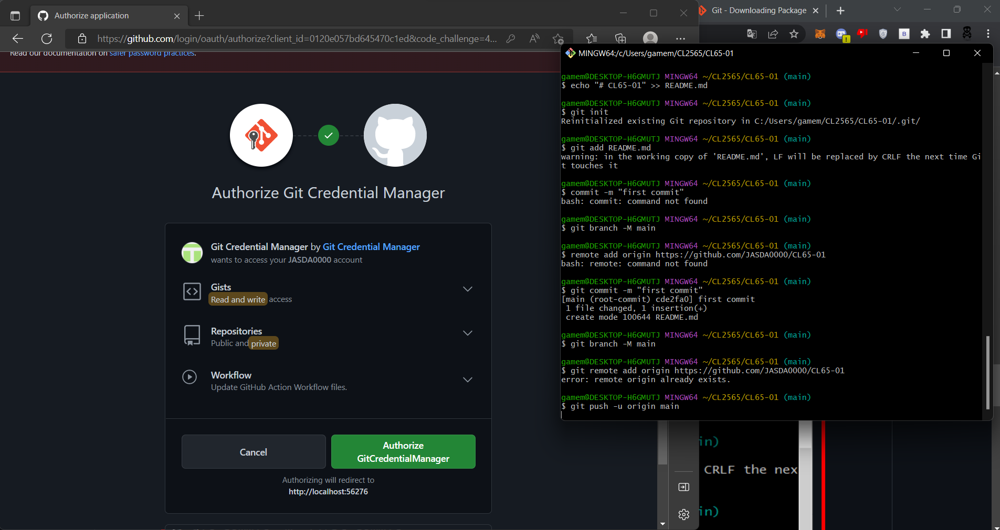 Authorize application
https://github.com/login/oauth/authorize?client_id=0120e057bd645470c1ed&code_challenge=4...
Read our documentation on safer password practices.
Authorize Git Credential Manager
Git Credential Manager by Git Credential Manager
wants to access your JASDA0000 account
Gists
Read and write access
Repositories
Public and private
Workflow
Update GitHub Action Workflow files.
Cancel
Authorize
GitCredentialManager
Authorizing will redirect to
http://localhost:56276
Git - Downloading Package
MINGW64:/c/Users/gamem/CL2565/CL65-01
gamem@DESKTOP-H6GMUTJ MINGW64 ~/CL2565/CL65-01 (main)
$ echo "# CL65-01" >> README.md
gamem@DESKTOP-H6GMUTJ MINGW64 ~/CL2565/CL65-01 (main)
$ git init
Reinitialized existing Git repository in C:/Users/gamem/CL2565/CL65-01/.git/
gamem@DESKTOP-H6GMUTJ MINGW64 ~/CL2565/CL65-01 (main)
$ git add README.md
warning: in the working copy of 'README.md', LF will be replaced by CRLF the next time Gi
t touches it
gamem@DESKTOP-H6GMUTJ MINGW64 ~/CL2565/CL65-01 (main)
$ commit -m "first commit"
bash: commit: command not found
gamem@DESKTOP-H6GMUTJ MINGW64 ~/CL2565/CL65-01 (main)
$ git branch -M main
gamem@DESKTOP-H6GMUTJ MINGW64 ~/CL2565/CL65-01 (main)
$ remote add origin https://github.com/JASDA0000/CL65-01
bash: remote: command not found
gamem@DESKTOP-H6GMUTJ MINGW64 ~/CL2565/CL65-01 (main)
$ git commit -m "first commit"
[main (root-commit) cde2fa0] first commit
1 file changed, 1 insertion(+)
create mode 100644 README.md
gamem@DESKTOP-H6GMUTJ MINGW64 ~/CL2565/CL65-01 (main)
$ git branch -M main
gamem@DESKTOP-H6GMUTJ MINGW64 ~/CL2565/CL65-01 (main)
$ git remote add origin https://github.com/JASDA0000/CL65-01
error: remote origin already exists.
gamem@DESKTOP-H6GMUTJ MINGW64 ~/CL2565/CL65-01 (main)
$ git push -u origin main
in)
CRLF the nex
in)